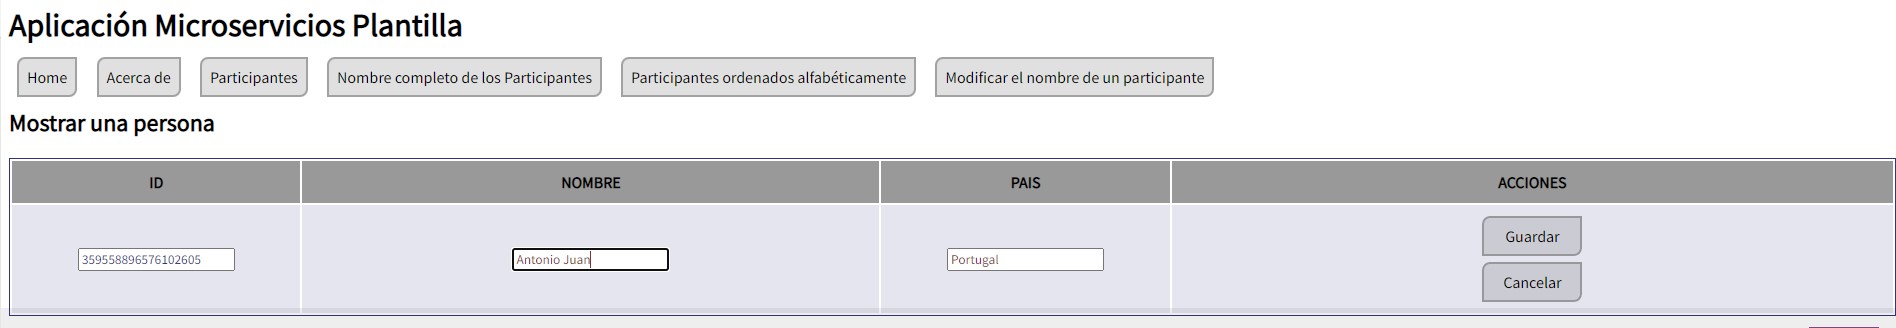 Aplicación Microservicios Plantilla
Home Acerca de Participantes Nombre completo de los Participantes Participantes ordenados alfabéticamente Modificar el nombre de un participante
Mostrar una persona
ID NOMBRE PAIS ACCIONES
359558896576102605 Antonio Juan Portugal Guardar
Cancelar